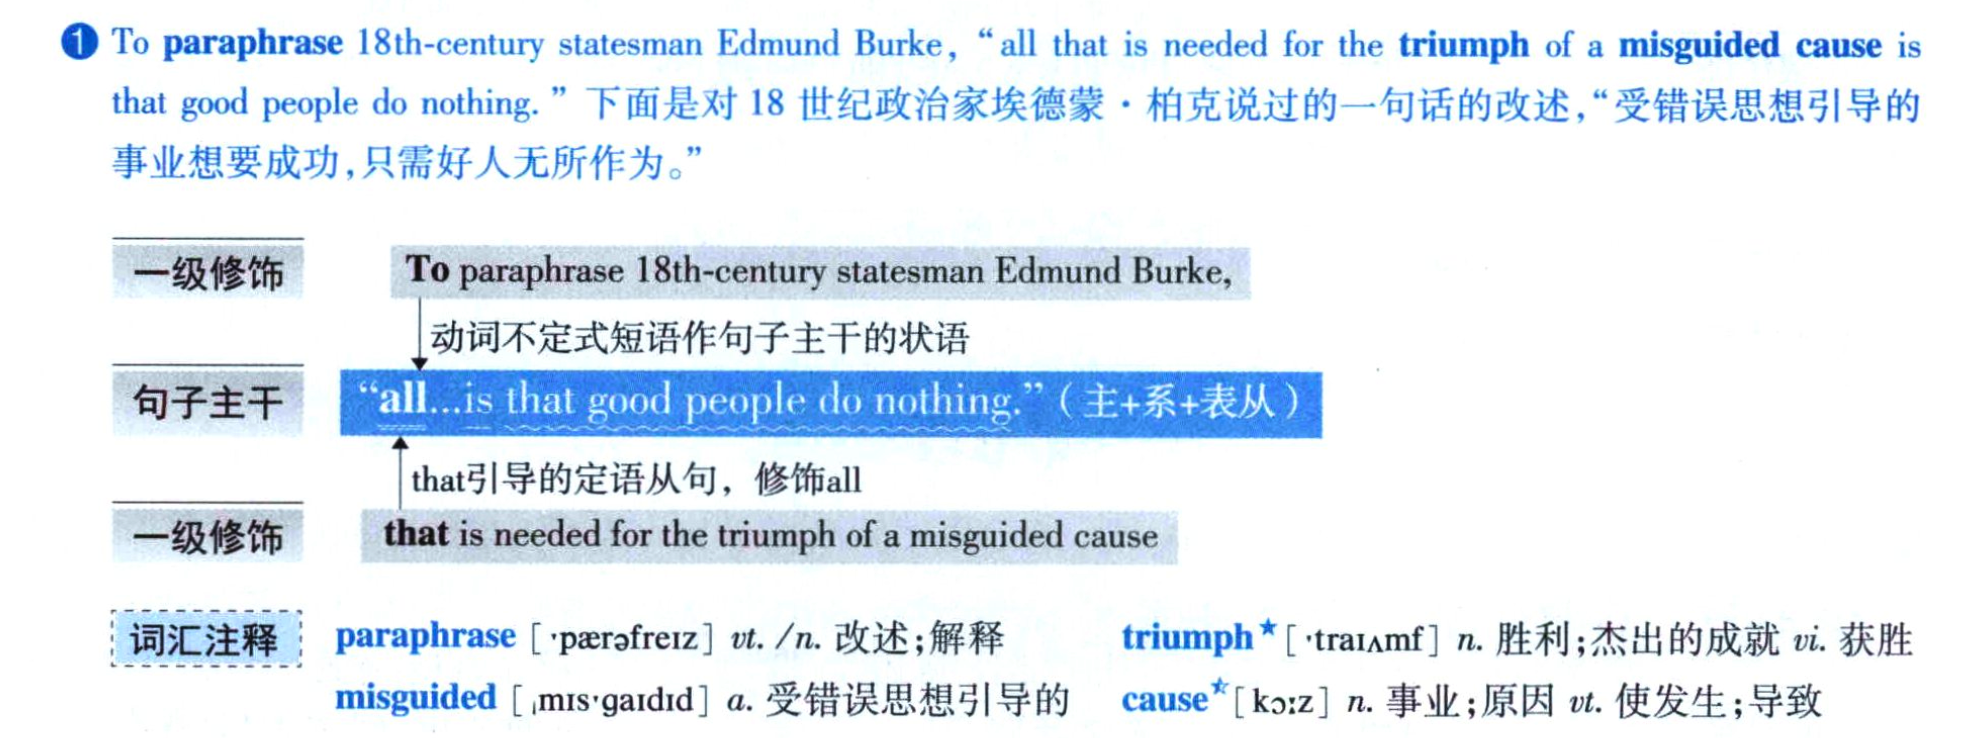 ❶ To paraphrase 18th-century statesman Edmund Burke, “all that is needed for the triumph of a misguided cause is
that good people do nothing.” 下面是对 18 世纪政治家埃德蒙·柏克说过的一句话的改述,“受错误思想引导的
事业想要成功,只需好人无所作为。”
一级修饰 To paraphrase 18th-century statesman Edmund Burke,
动词不定式短语作句子主干的状语
句子主干 “all...is that good people do nothing.”(主+系+表从)
that引导的定语从句，修饰all
一级修饰 that is needed for the triumph of a misguided cause
词汇注释 paraphrase [ˈpærəfreɪz] vt. /n. 改述;解释 triumph★[ˈtraɪʌmf] n. 胜利;杰出的成就 vi. 获胜
misguided [ˌmɪsˈgaɪdɪd] a. 受错误思想引导的 cause★[kɔːz] n. 事业;原因 vt. 使发生;导致